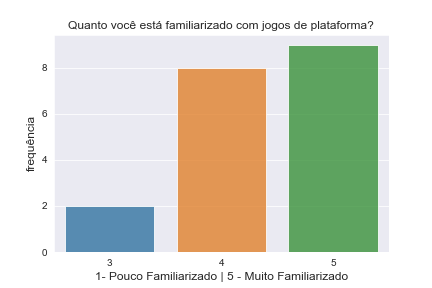 Quanto você está familiarizado com jogos de plataforma?
frequência
8
6
4
2
0
3 4 5
1- Pouco Familiarizado | 5 - Muito Familiarizado